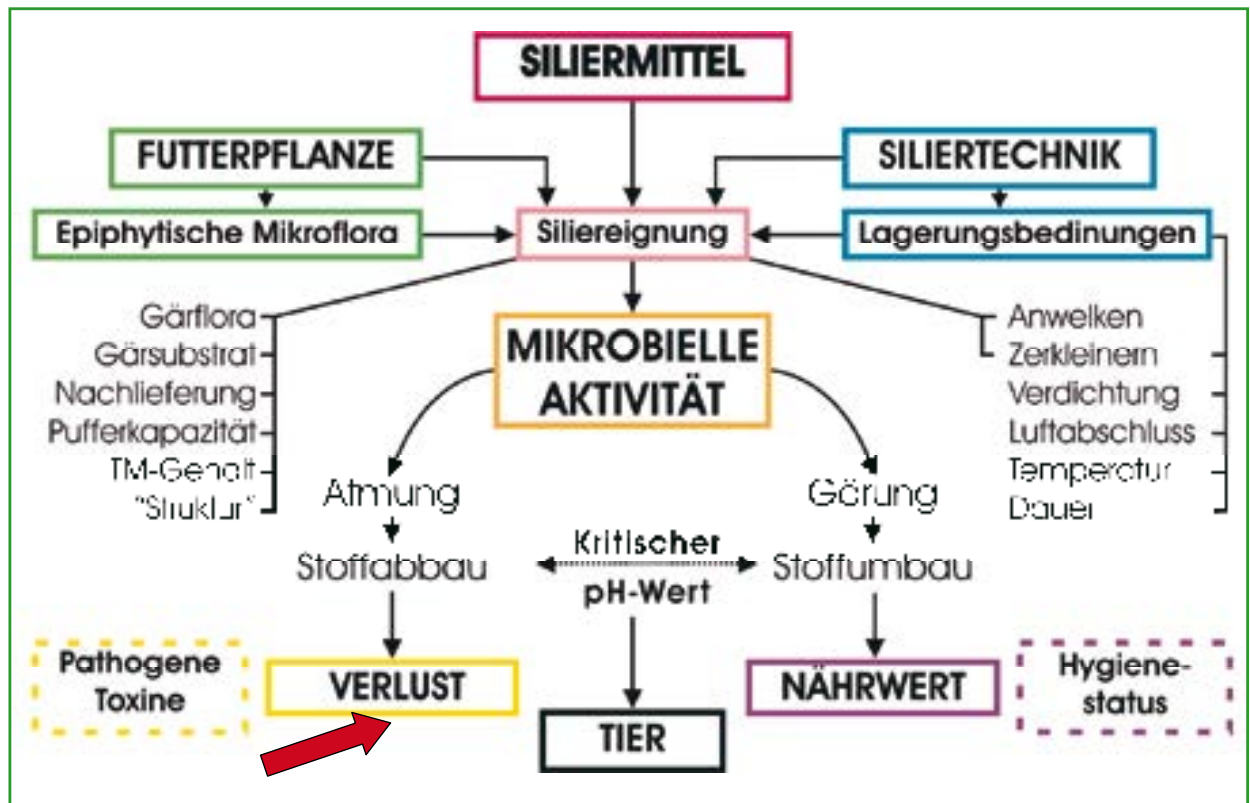 SILIERMITTEL
FUTTERPFLANZE
SILIERTECHNIK
Epiphytische Mikroflora
Siliereignung
Lagerungsbedinungen
Gärflora
Gärsubstrat
Nachlieferung
Pufferkapazität
TM-Gehalt
"Struktur"
MIKROBIELLE
AKTIVITÄT
Anwelken
Zerkleinern
Verdichtung
Luftabschluss
Temperatur
Dauer
Atmung
Gärung
Stoffabbau
Kritischer
pH-Wert
Stoffumbau
Pathogene
Toxine
VERLUST
TIER
NÄHRWERT
Hygiene-
status